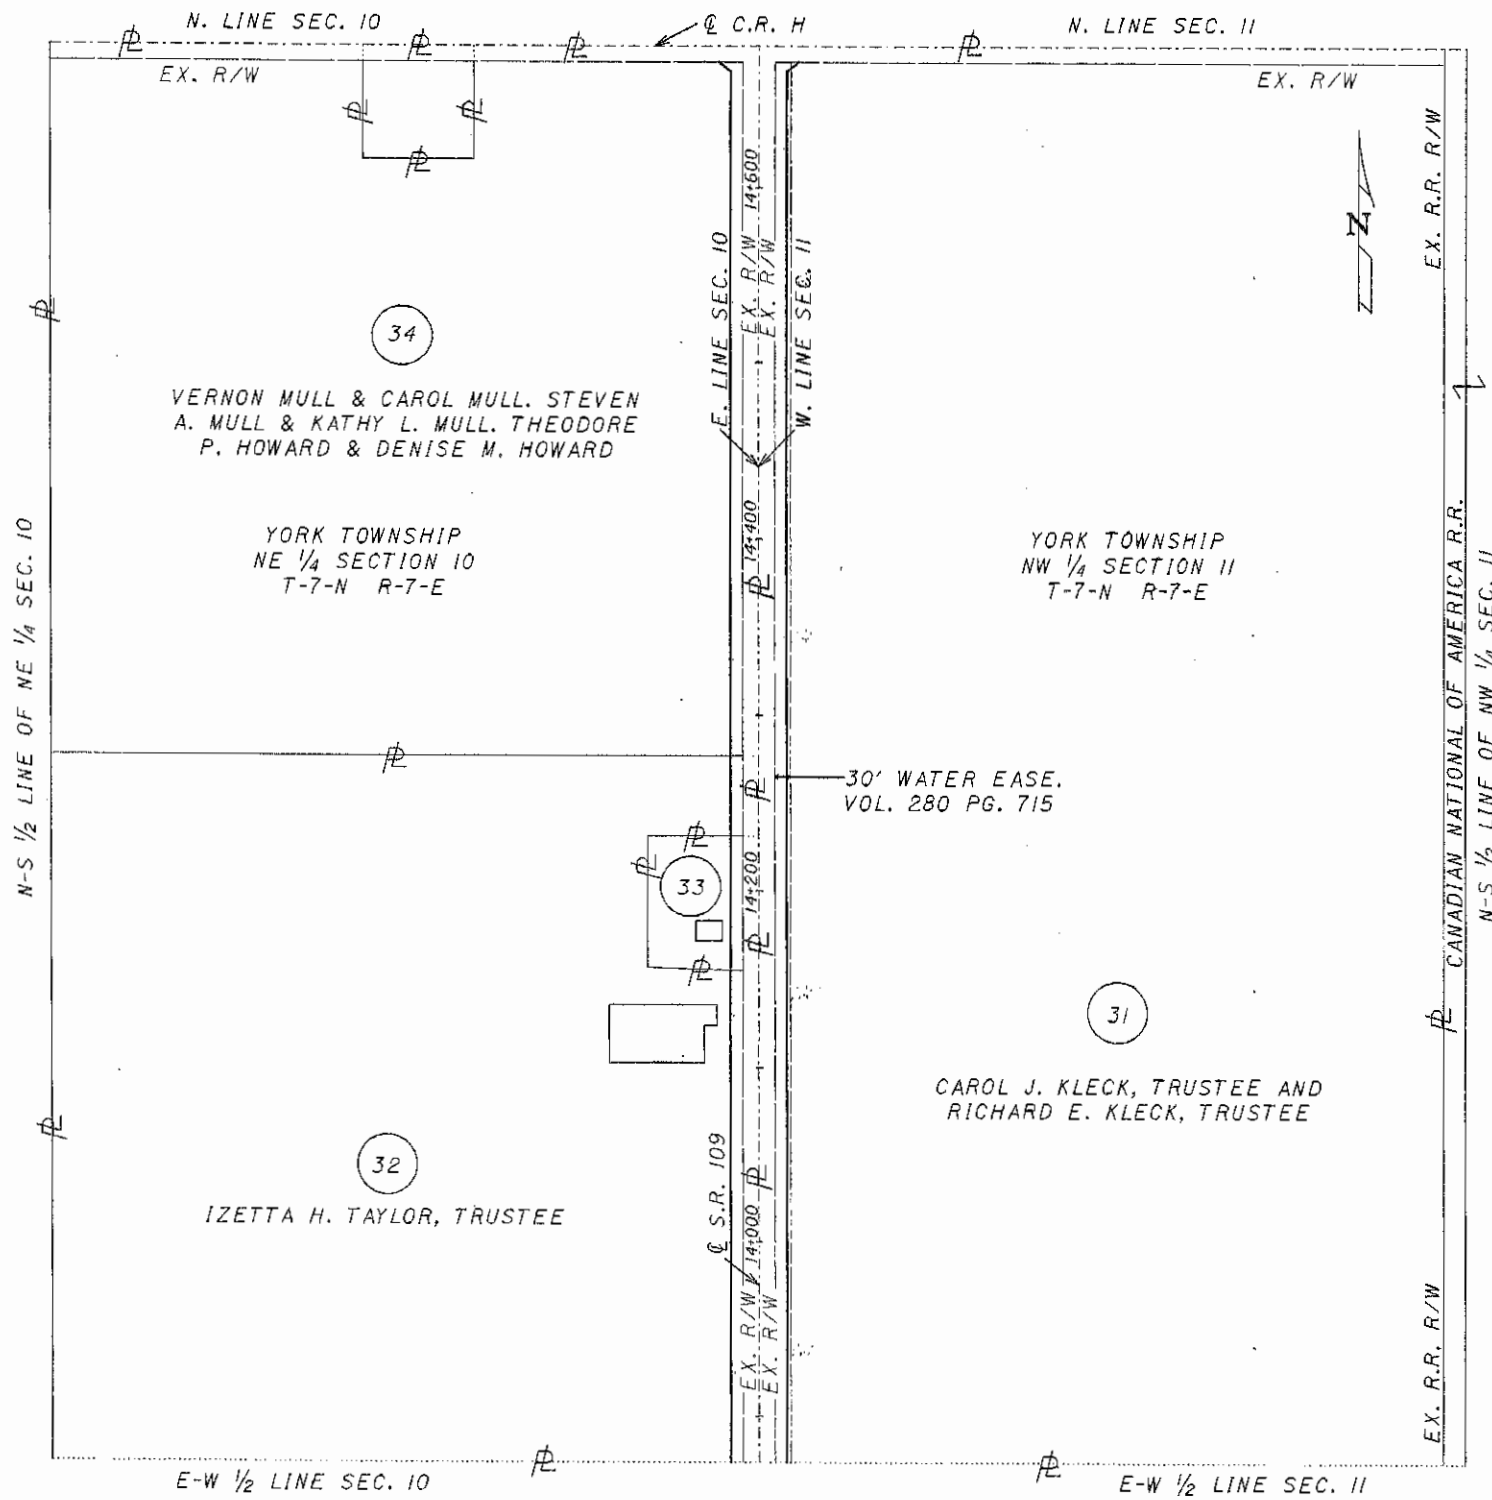 N. LINE SEC. 10
℄ C.R. H
N. LINE SEC. 11
EX. R/W
EX. R/W
EX. R.R. R/W
N
14+600
EX. R/W
EX. R/W
E. LINE SEC. 10
W. LINE SEC. 11
34
VERNON MULL & CAROL MULL. STEVEN
A. MULL & KATHY L. MULL. THEODORE
P. HOWARD & DENISE M. HOWARD
YORK TOWNSHIP
NE 1/4 SECTION 10
T-7-N R-7-E
14+400
YORK TOWNSHIP
NW 1/4 SECTION 11
T-7-N R-7-E
N-S 1/2 LINE OF NE 1/4 SEC. 10
CANADIAN NATIONAL OF AMERICA R.R.
N-S 1/2 LINE OF NW 1/4 SEC. 11
30' WATER EASE.
VOL. 280 PG. 715
33
14+200
31
CAROL J. KLECK, TRUSTEE AND
RICHARD E. KLECK, TRUSTEE
32
IZETTA H. TAYLOR, TRUSTEE
℄ S.R. 109
14+000
EX. R/W
EX. R/W
EX. R.R. R/W
E-W 1/2 LINE SEC. 10
E-W 1/2 LINE SEC. 11